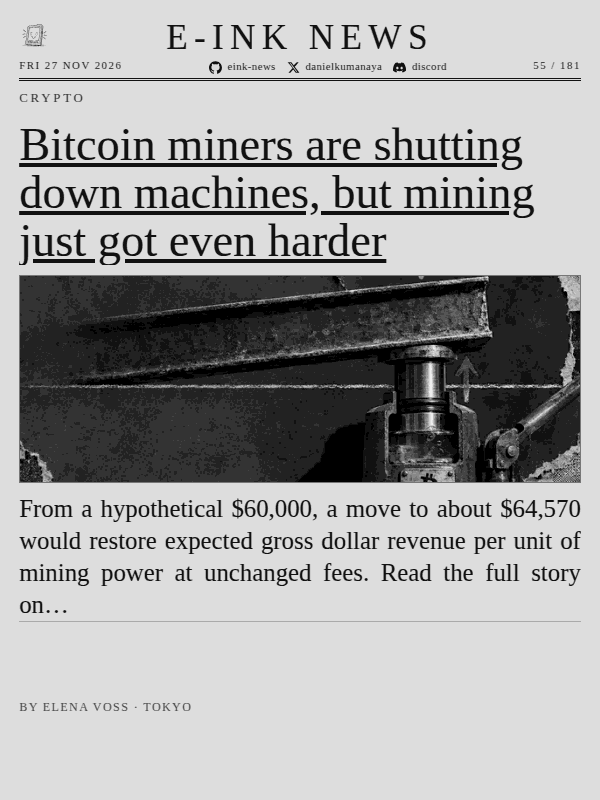 E-INK NEWS
FRI 27 NOV 2026
eink-news danielkumanaya discord
55 / 181
CRYPTO
Bitcoin miners are shutting
down machines, but mining
just got even harder
From a hypothetical $60,000, a move to about $64,570
would restore expected gross dollar revenue per unit of
mining power at unchanged fees. Read the full story
on…
BY ELENA VOSS · TOKYO